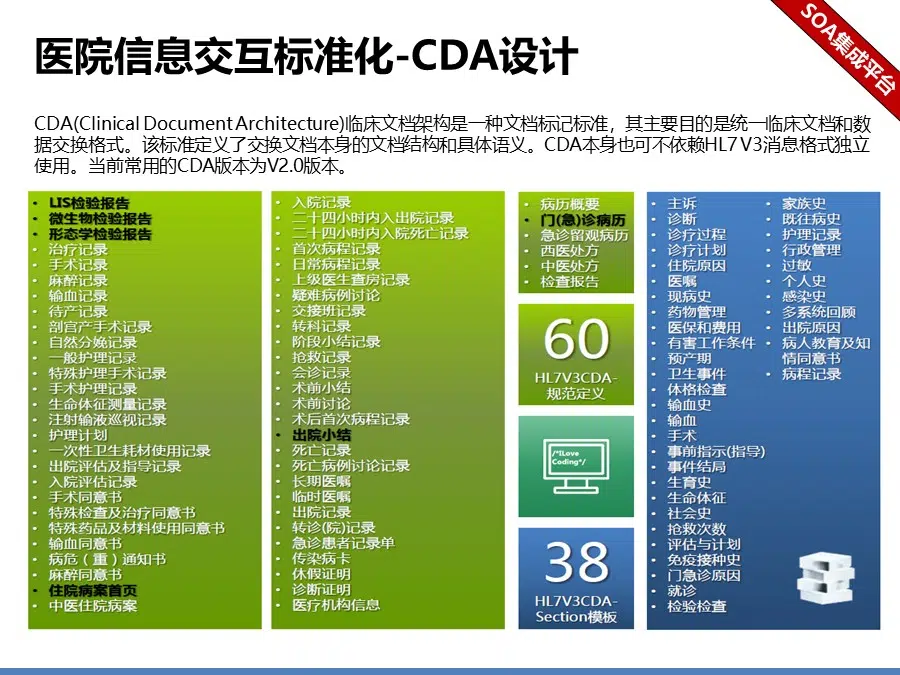 医院信息交互标准化-CDA设计
SOA集成平台
CDA(Clinical Document Architecture)临床文档架构是一种文档标记标准，其主要目的是统一临床文档和数
据交换格式。该标准定义了交换文档本身的文档结构和具体语义。CDA本身也可不依赖HL7 V3消息格式独立
使用。当前常用的CDA版本为V2.0版本。
• LIS检验报告
• 微生物检验报告
• 形态学检验报告
• 治疗记录
• 手术记录
• 麻醉记录
• 输血记录
• 待产记录
• 剖宫产手术记录
• 自然分娩记录
• 一般护理记录
• 特殊护理手术记录
• 手术护理记录
• 生命体征测量记录
• 注射输液巡视记录
• 护理计划
• 一次性卫生耗材使用记录
• 出院评估及指导记录
• 入院评估记录
• 手术同意书
• 特殊检查及治疗同意书
• 特殊药品及材料使用同意书
• 输血同意书
• 病危（重）通知书
• 麻醉同意书
• 住院病案首页
• 中医住院病案
• 入院记录
• 二十四小时内入出院记录
• 二十四小时内入院死亡记录
• 首次病程记录
• 日常病程记录
• 上级医生查房记录
• 疑难病例讨论
• 交接班记录
• 转科记录
• 阶段小结记录
• 抢救记录
• 会诊记录
• 术前小结
• 术前讨论
• 术后首次病程记录
• 出院小结
• 死亡记录
• 死亡病例讨论记录
• 长期医嘱
• 临时医嘱
• 出院记录
• 转诊(院)记录
• 急诊患者记录单
• 传染病卡
• 休假证明
• 诊断证明
• 医疗机构信息
• 病历概要
• 门(急)诊病历
• 急诊留观病历
• 西医处方
• 中医处方
• 检查报告
60
HL7V3CDA-
规范定义
/*ILove
Coding*/
38
HL7V3CDA-
Section模板
• 主诉
• 诊断
• 诊疗过程
• 诊疗计划
• 住院原因
• 医嘱
• 现病史
• 药物管理
• 医保和费用
• 有害工作条件
• 预产期
• 卫生事件
• 体格检查
• 输血史
• 输血
• 手术
• 事前指示(指导)
• 事件结局
• 生育史
• 生命体征
• 社会史
• 抢救次数
• 评估与计划
• 免疫接种史
• 门急诊原因
• 就诊
• 检验检查
• 家族史
• 既往病史
• 护理记录
• 行政管理
• 过敏
• 个人史
• 感染史
• 多系统回顾
• 出院原因
• 病人教育及知
情同意书
• 病程记录